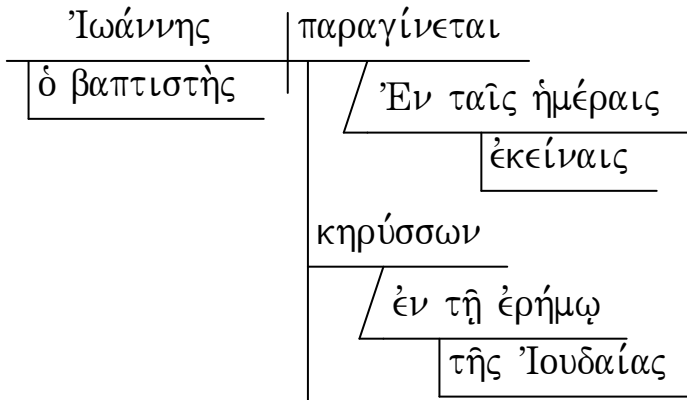 Ἰωάννης παραγίνεται
ὁ βαπτιστὴς Ἐν ταῖς ἡμέραις
ἐκείναις
κηρύσσων
ἐν τῇ ἐρήμῳ
τῆς Ἰουδαίας